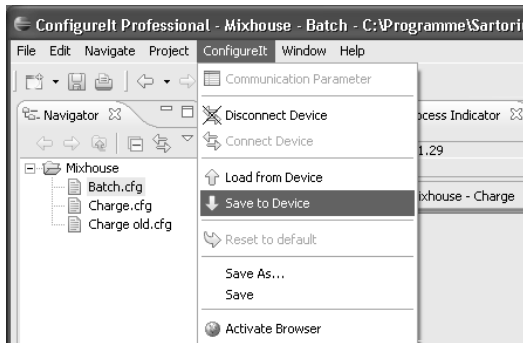 ConfigureIt Professional - Mixhouse - Batch - C:\Programme\Sartori
File Edit Navigate Project ConfigureIt Window Help
Communication Parameter
Navigator
Disconnect Device
ocess Indicator
Connect Device
1.29
Mixhouse
Load from Device
Batch.cfg
Save to Device
ixhouse - Charge
Charge.cfg
Charge old.cfg
Reset to default
Save As...
Save
Activate Browser